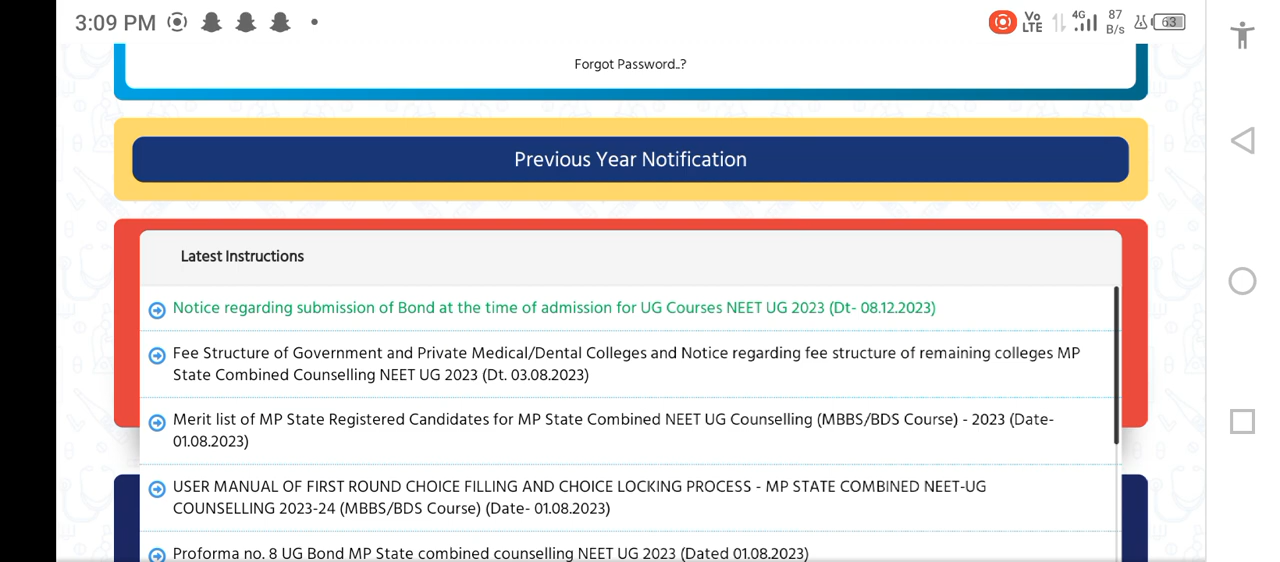 3:09 PM
Vo LTE 4G 87 B/s 63
Forgot Password..?
Previous Year Notification
Latest Instructions
Notice regarding submission of Bond at the time of admission for UG Courses NEET UG 2023 (Dt- 08.12.2023)
Fee Structure of Government and Private Medical/Dental Colleges and Notice regarding fee structure of remaining colleges MP
State Combined Counselling NEET UG 2023 (Dt. 03.08.2023)
Merit list of MP State Registered Candidates for MP State Combined NEET UG Counselling (MBBS/BDS Course) - 2023 (Date-
01.08.2023)
USER MANUAL OF FIRST ROUND CHOICE FILLING AND CHOICE LOCKING PROCESS - MP STATE COMBINED NEET-UG
COUNSELLING 2023-24 (MBBS/BDS Course) (Date- 01.08.2023)
Proforma no. 8 UG Bond MP State combined counselling NEET UG 2023 (Dated 01.08.2023)